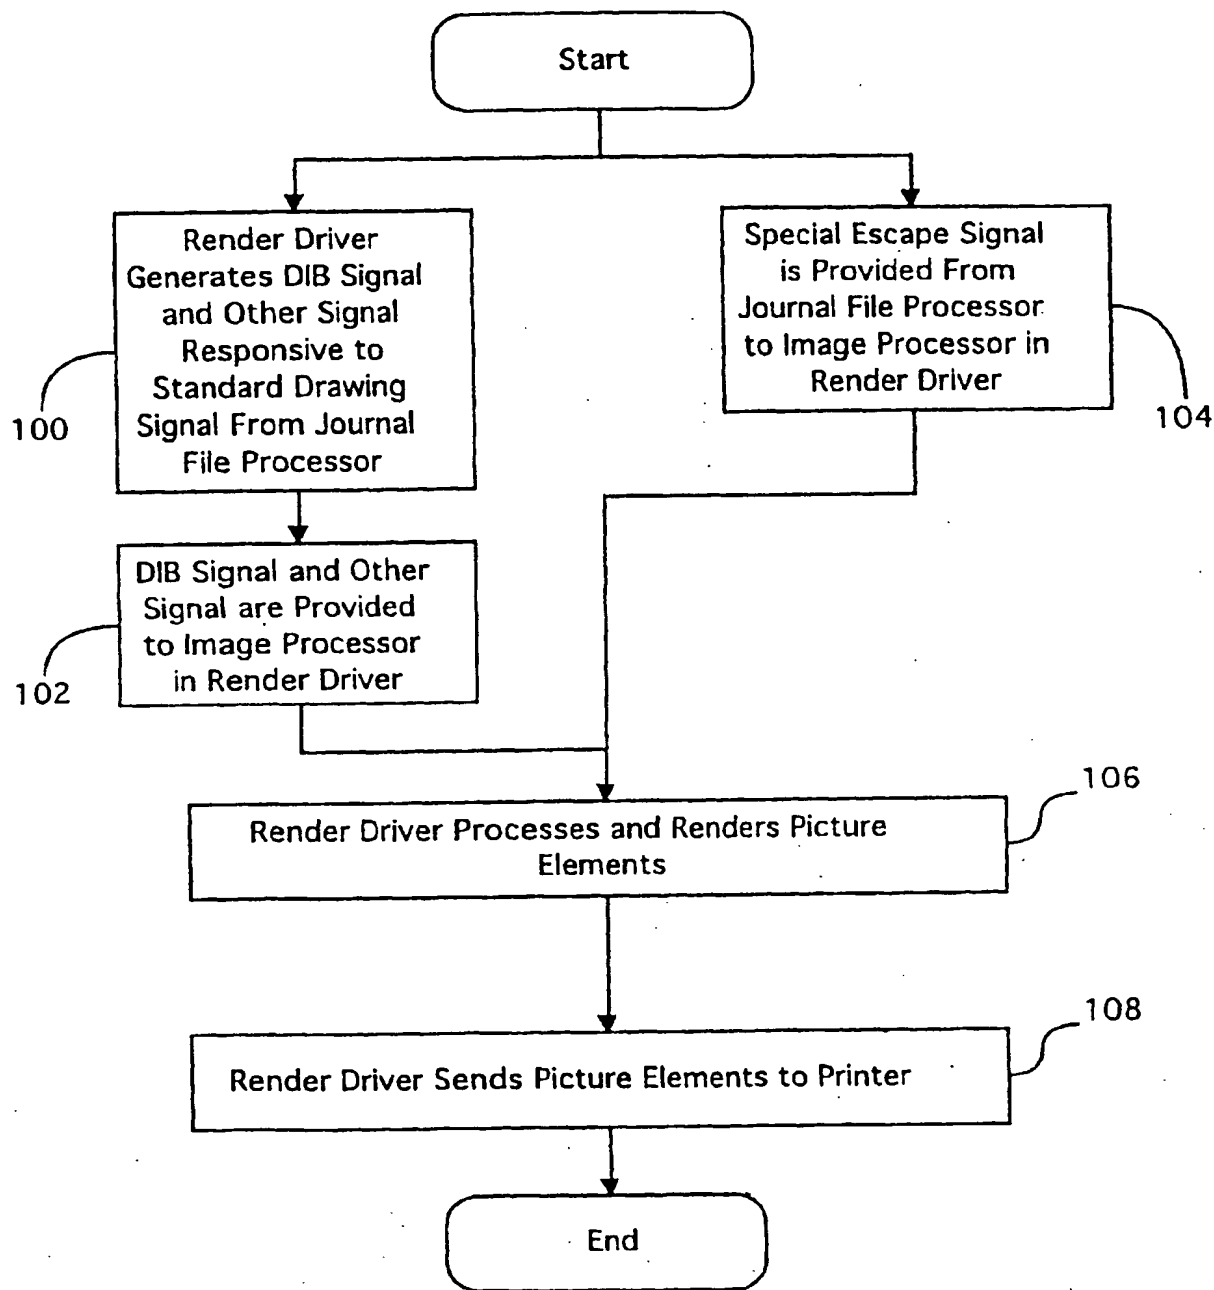 Start
Render Driver
Generates DIB Signal
and Other Signal
Responsive to
Standard Drawing
Signal From Journal
File Processor
100
Special Escape Signal
is Provided From
Journal File Processor
to Image Processor in
Render Driver
104
DIB Signal and Other
Signal are Provided
to Image Processor
in Render Driver
102
Render Driver Processes and Renders Picture
Elements
106
Render Driver Sends Picture Elements to Printer
108
End